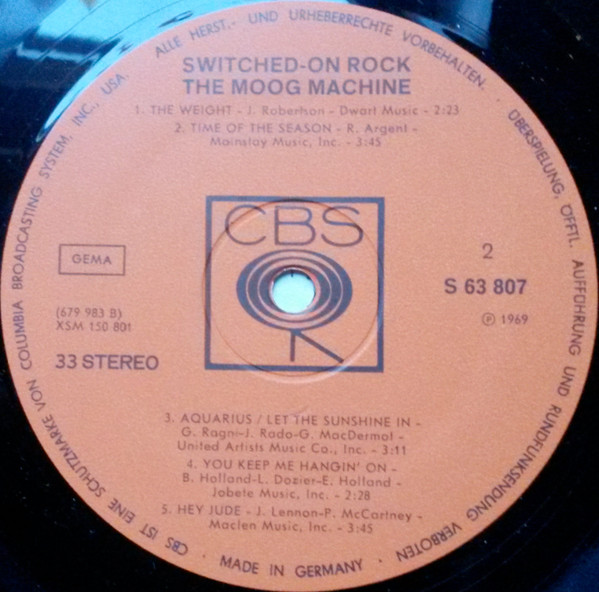 SWITCHED-ON ROCK
THE MOOG MACHINE
1. THE WEIGHT - J. Robertson - Dwarf Music - 2:23
2. TIME OF THE SEASON - R. Argent -
Mainstay Music, Inc. - 3:45
CBS
GEMA
2
S 63 807
(679 983 B)
XSM 150 801
℗ 1969
33 STEREO
3. AQUARIUS / LET THE SUNSHINE IN -
G. Ragni-J. Rado-G. MacDermot -
United Artists Music Co., Inc. - 3:11
4. YOU KEEP ME HANGIN' ON -
B. Holland-L. Dozier-E. Holland -
Jobete Music, Inc. - 2:28
5. HEY JUDE - J. Lennon-P. McCartney -
Maclen Music, Inc. - 3:45
CBS IST EINE SCHUTZMARKE VON COLUMBIA BROADCASTING SYSTEM, INC., USA. ALLE HERST.- UND URHEBERRECHTE VORBEHALTEN. ÜBERSPIELUNG, ÖFFTL. AUFFÜHRUNG UND RUNDFUNKSENDUNG VERBOTEN · MADE IN GERMANY ·